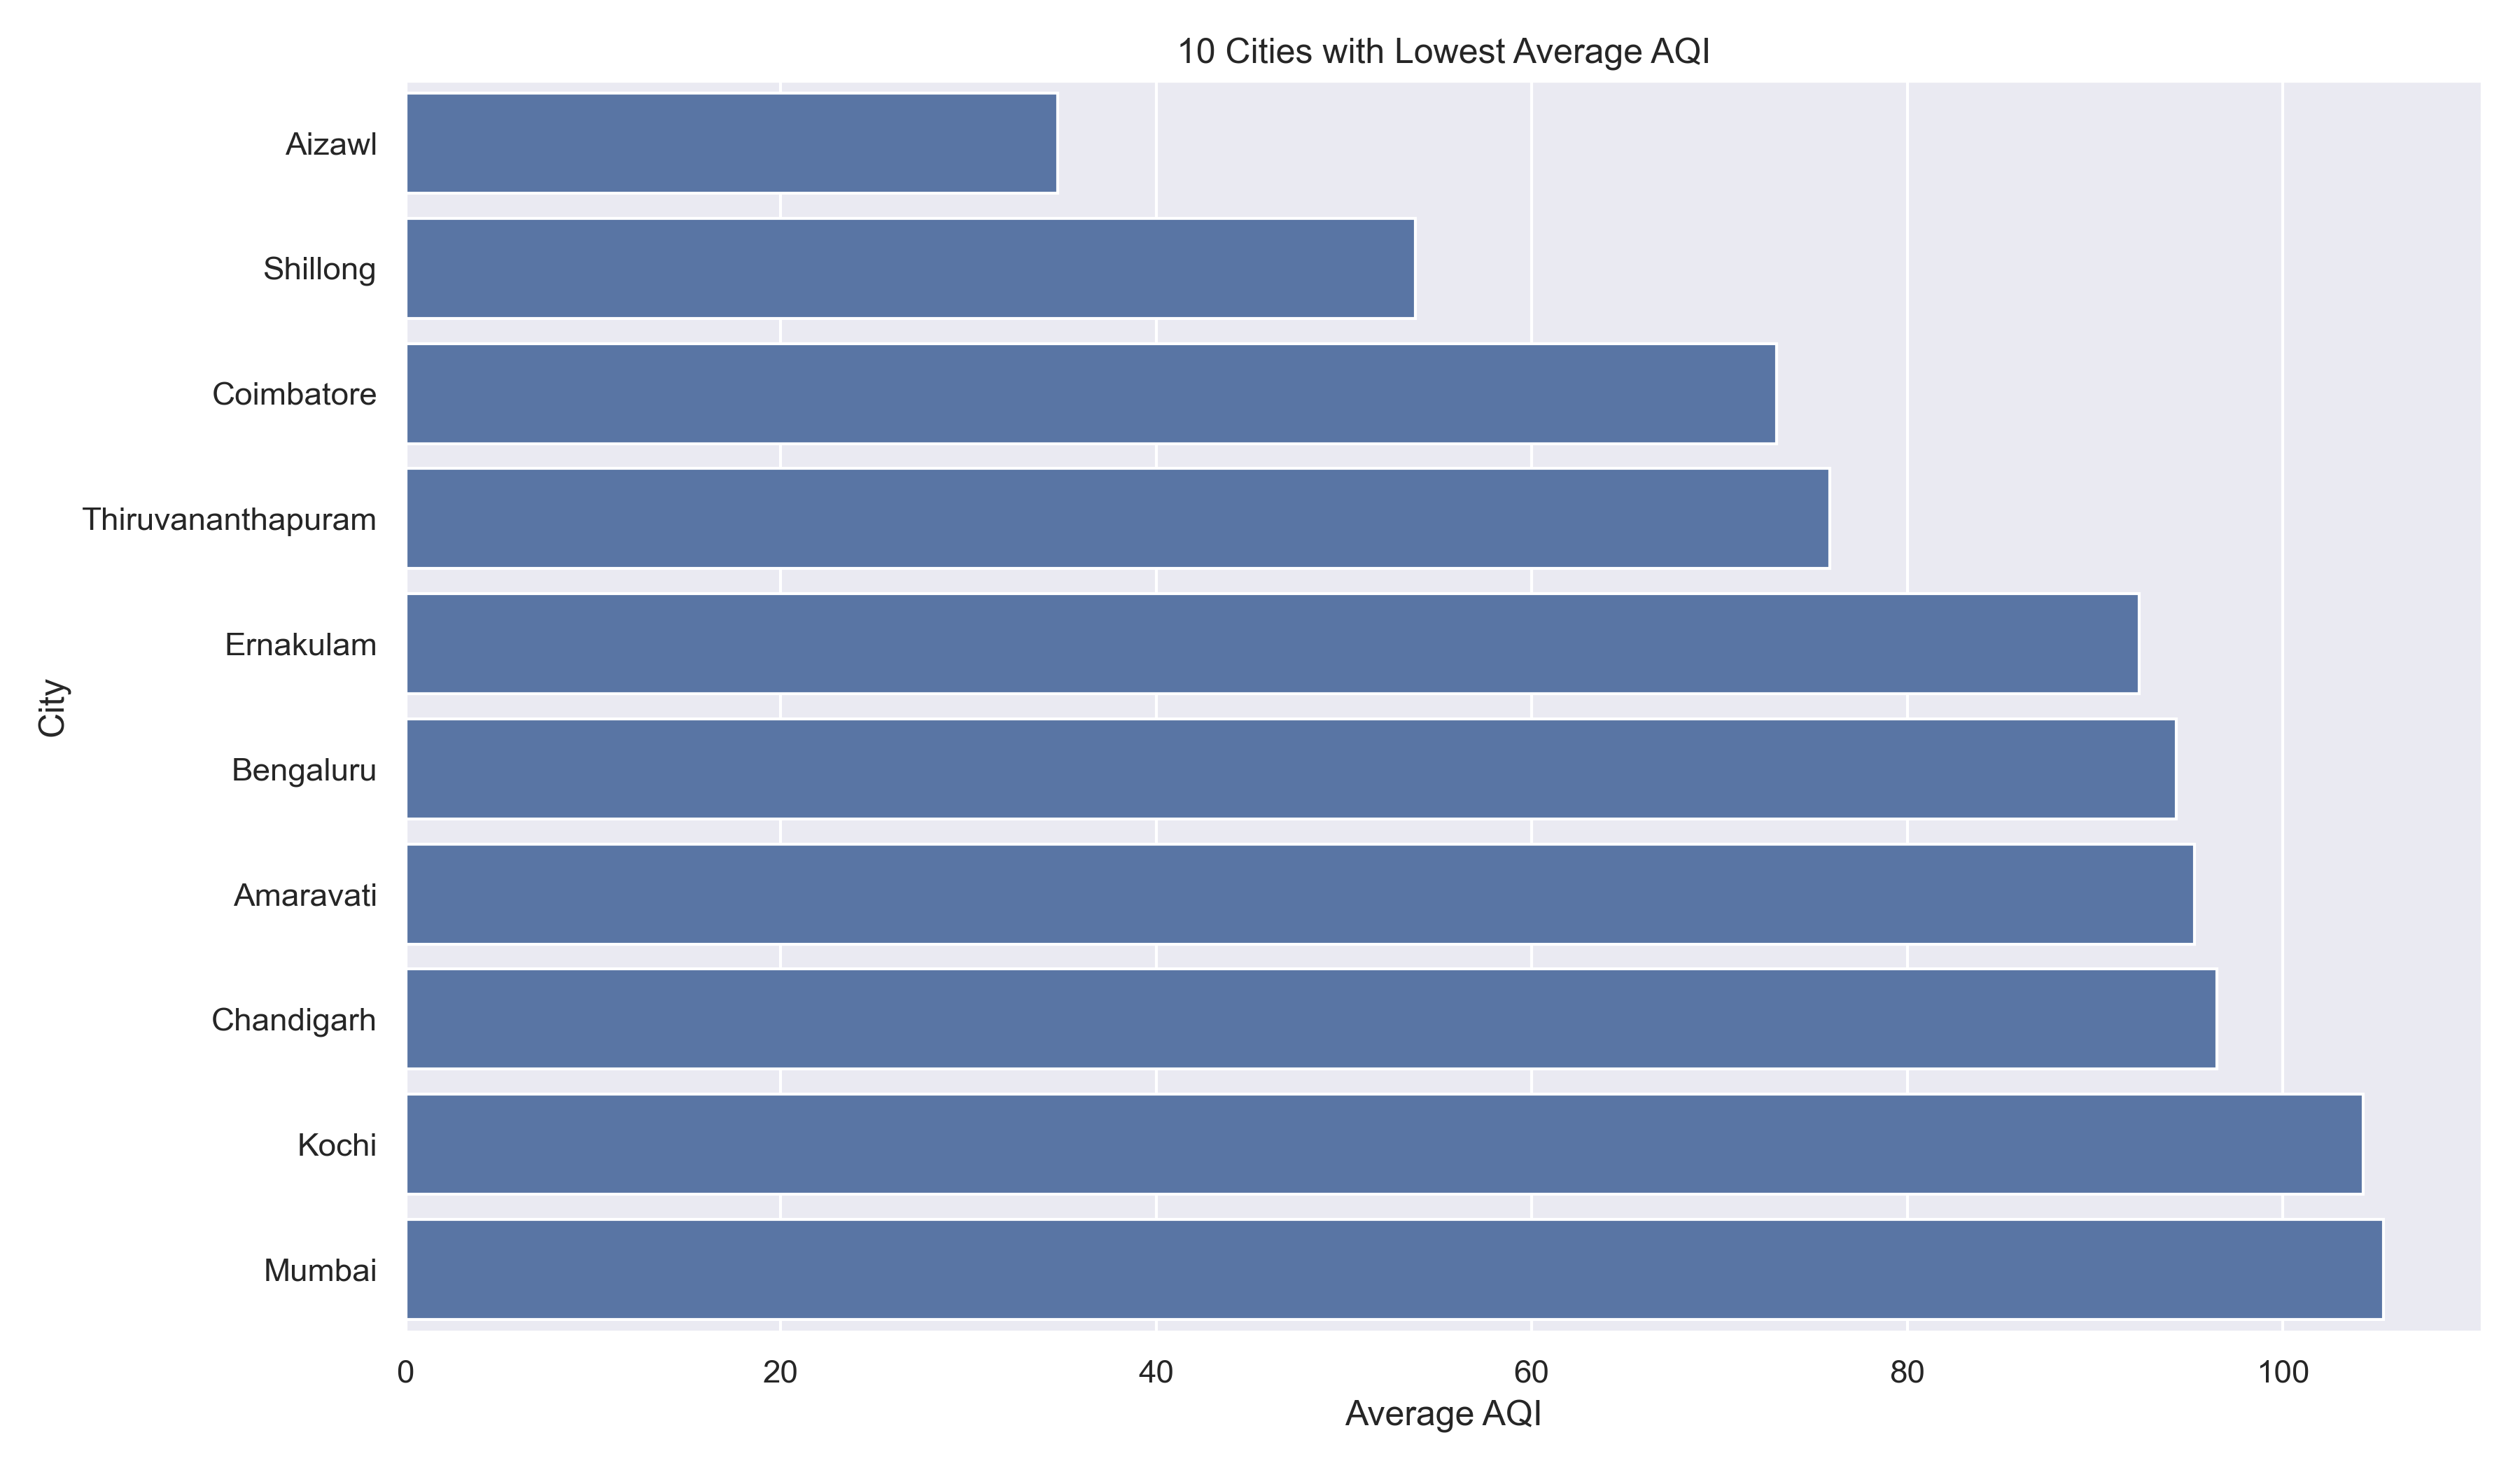 10 Cities with Lowest Average AQI
Aizawl
Shillong
Coimbatore
Thiruvananthapuram
Ernakulam
Bengaluru
Amaravati
Chandigarh
Kochi
Mumbai
City
0 20 40 60 80 100
Average AQI